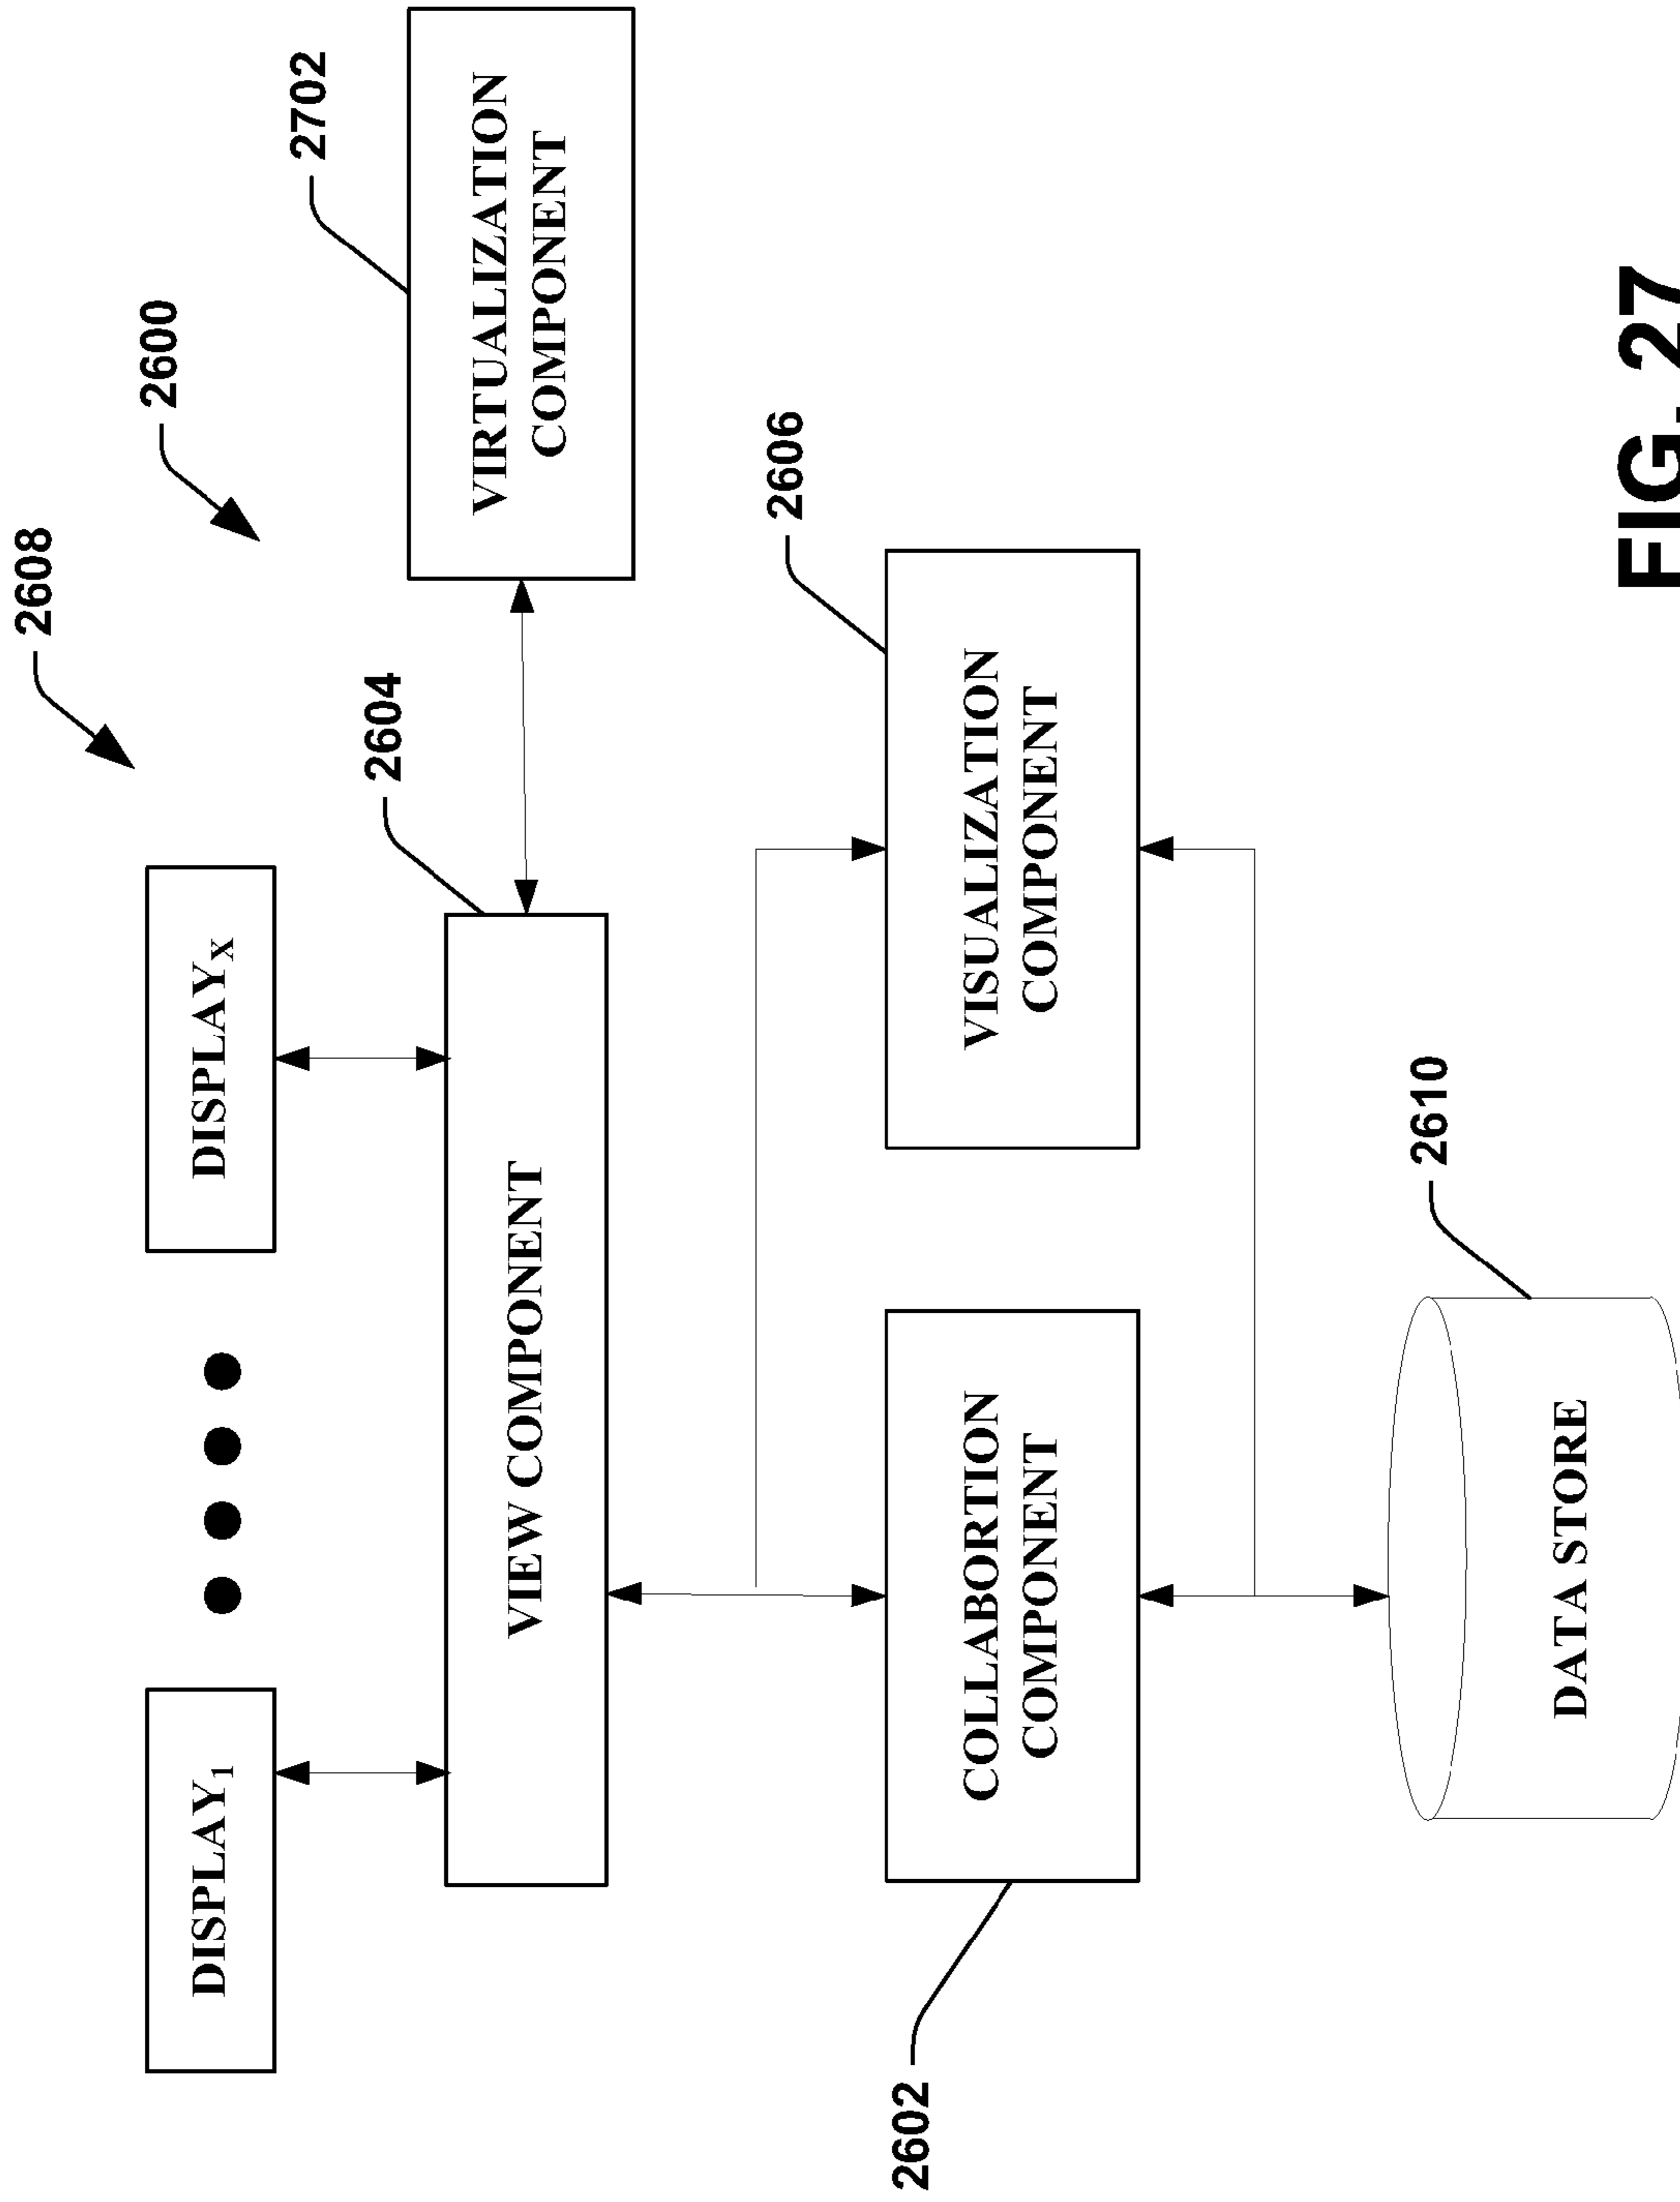 2608
2600
DISPLAY1
DISPLAYX
2604
2702
VIEW COMPONENT
VIRTUALIZATION
COMPONENT
2606
2602
COLLABORTION
COMPONENT
VISUALIZATION
COMPONENT
2610
DATA STORE
FIG. 27